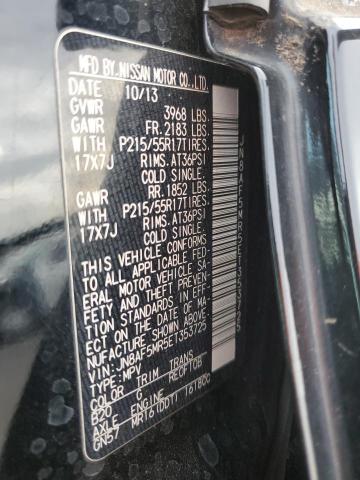 MFD BY.NISSAN MOTOR CO.,LTD.
DATE 10/13
GVWR 3968 LBS.
GAWR FR. 2183 LBS.
WITH P215/55R17TIRES.
17X7J RIMS. AT36PSI
COLD SINGLE.
GAWR RR. 1852 LBS.
WITH P215/55R17TIRES.
17X7J RIMS. AT36PSI
COLD SINGLE.
THIS VEHICLE CONFORMS
TO ALL APPLICABLE FED-
ERAL MOTOR VEHICLE SA-
FETY AND THEFT PREVEN-
TION STANDARDS IN EFF-
ECT ON THE DATE OF MA-
NUFACTURE SHOWN ABOVE.
VIN: JN8AF5MR5ET353725
TYPE: MPV
COLOR TRIM TRANS
B20 G RE0F10B
AXLE ENGINE
GN57 MR16(DDT) 1618CC
JN8AF5MR5ET353725